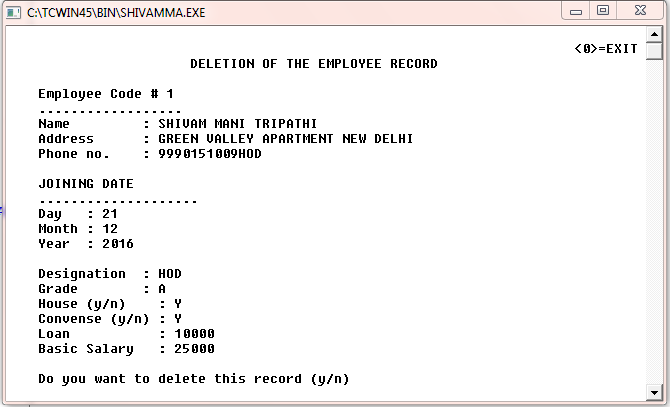 C:\TCWIN45\BIN\SHIVAMMA.EXE
<0>=EXIT
DELETION OF THE EMPLOYEE RECORD
Employee Code # 1
------------------
Name         : SHIVAM MANI TRIPATHI
Address      : GREEN VALLEY APARTMENT NEW DELHI
Phone no.    : 9990151009HOD
JOINING DATE
--------------------
Day   : 21
Month : 12
Year  : 2016
Designation  : HOD
Grade        : A
House (y/n)    : Y
Convense (y/n) : Y
Loan           : 10000
Basic Salary   : 25000
Do you want to delete this record (y/n)